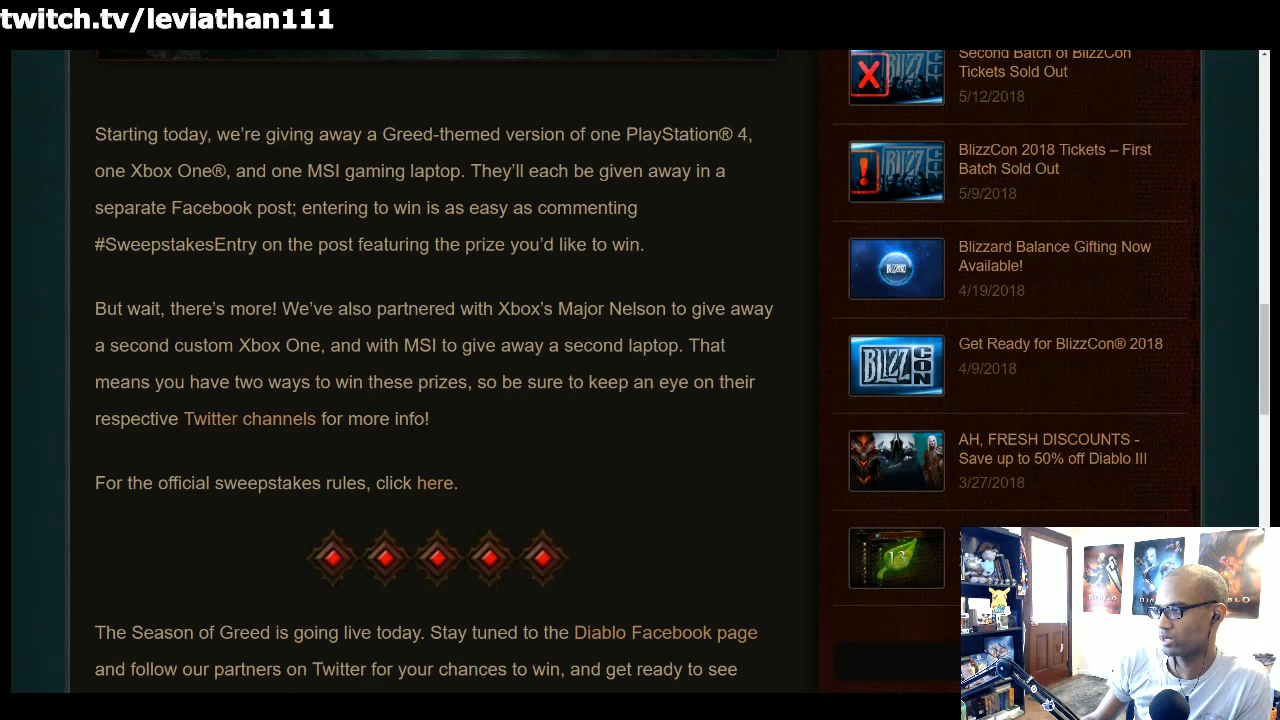 twitch.tv/leviathan111
Starting today, we’re giving away a Greed-themed version of one PlayStation® 4,
one Xbox One®, and one MSI gaming laptop. They’ll each be given away in a
separate Facebook post; entering to win is as easy as commenting
#SweepstakesEntry on the post featuring the prize you’d like to win.
But wait, there’s more! We’ve also partnered with Xbox’s Major Nelson to give away
a second custom Xbox One, and with MSI to give away a second laptop. That
means you have two ways to win these prizes, so be sure to keep an eye on their
respective Twitter channels for more info!
For the official sweepstakes rules, click here.
The Season of Greed is going live today. Stay tuned to the Diablo Facebook page
and follow our partners on Twitter for your chances to win, and get ready to see
Second Batch of BlizzCon
Tickets Sold Out
5/12/2018
BlizzCon 2018 Tickets – First
Batch Sold Out
5/9/2018
Blizzard Balance Gifting Now
Available!
4/19/2018
BLIZZ
CON
Get Ready for BlizzCon® 2018
4/9/2018
AH, FRESH DISCOUNTS -
Save up to 50% off Diablo III
3/27/2018
13